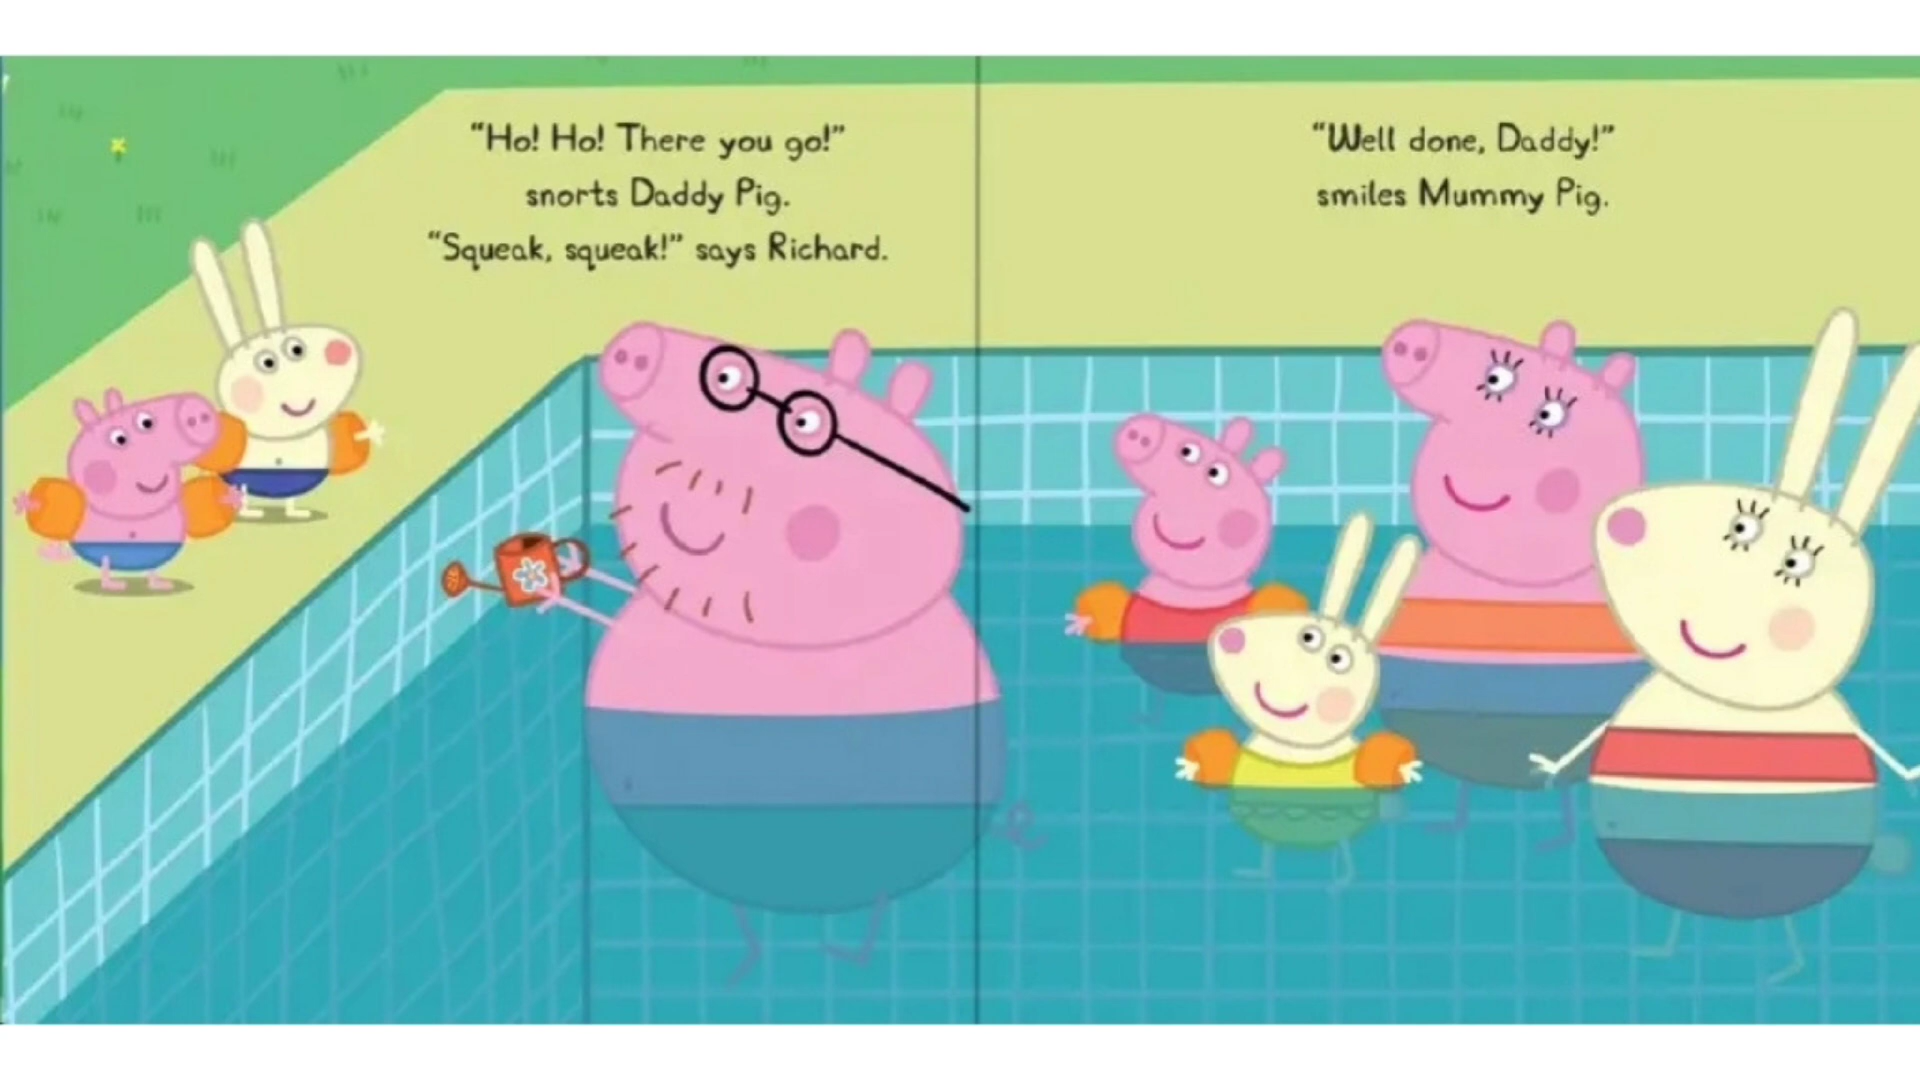 “Ho! Ho! There you go!”
snorts Daddy Pig.
“Squeak, squeak!” says Richard.
“Well done, Daddy!”
smiles Mummy Pig.